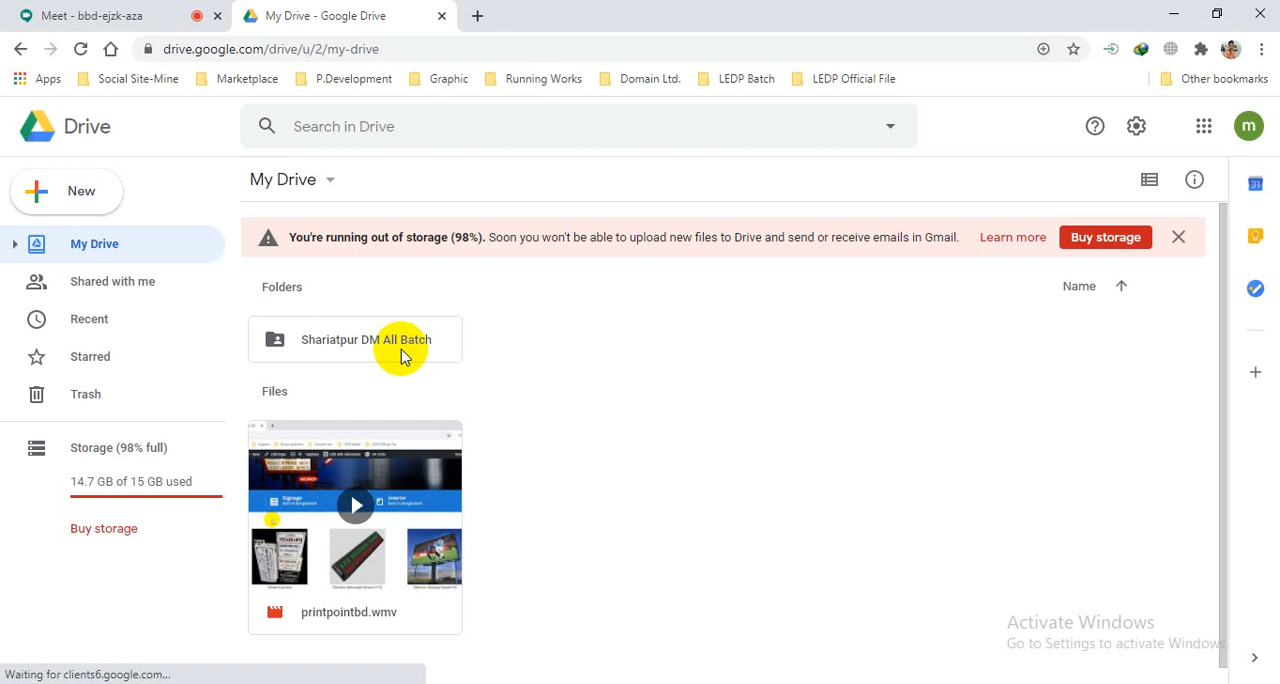 Meet - bbd-ejzk-aza
My Drive - Google Drive
drive.google.com/drive/u/2/my-drive
Apps
Social Site-Mine
Marketplace
P.Development
Graphic
Running Works
Domain Ltd.
LEDP Batch
LEDP Official File
Other bookmarks
Drive
Search in Drive
m
New
My Drive
31
You're running out of storage (98%). Soon you won't be able to upload new files to Drive and send or receive emails in Gmail.
Learn more
Buy storage
My Drive
Shared with me
Recent
Starred
Trash
Storage (98% full)
14.7 GB of 15 GB used
Buy storage
Folders
Name
Shariatpur DM All Batch
Files
Signage
Interior
printpointbd.wmv
Activate Windows
Go to Settings to activate Windows.
Waiting for clients6.google.com...